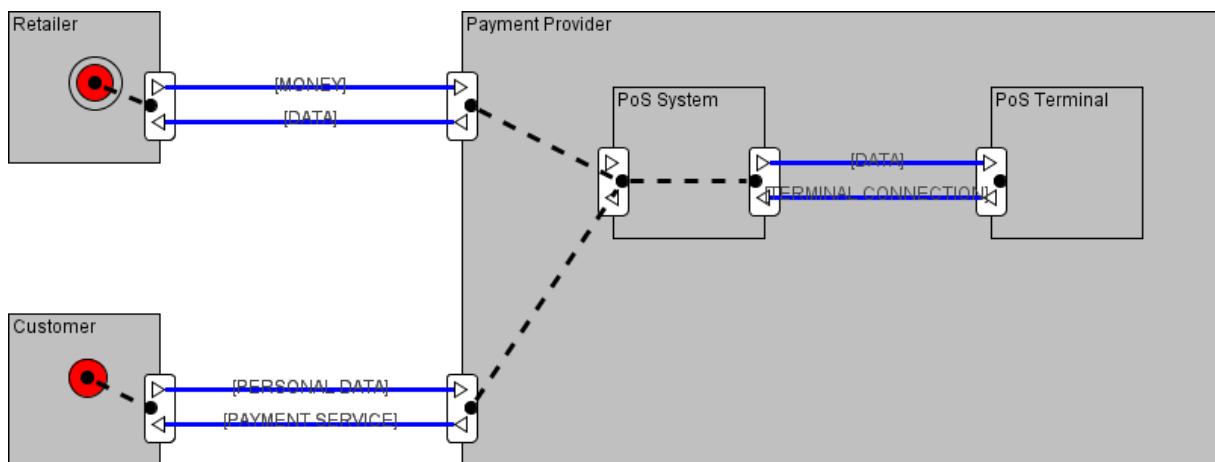 Retailer
Payment Provider
[MONEY]
[DATA]
PoS System
PoS Terminal
[DATA]
[TERMINAL CONNECTION]
Customer
[PERSONAL DATA]
[PAYMENT SERVICE]